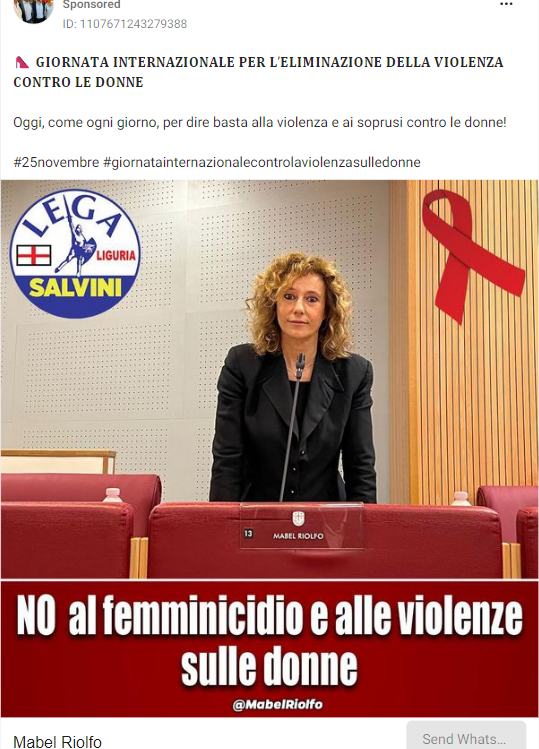 Sponsored
ID: 1107671243279388
👠 GIORNATA INTERNAZIONALE PER L'ELIMINAZIONE DELLA VIOLENZA
CONTRO LE DONNE
Oggi, come ogni giorno, per dire basta alla violenza e ai soprusi contro le donne!
#25novembre #giornatainternazionalecontrolaviolenzasulledonne
LEGA
LIGURIA
SALVINI
13
MABEL RIOLFO
NO al femminicidio e alle violenze
sulle donne
@MabelRiolfo
Mabel Riolfo
Send Whats...